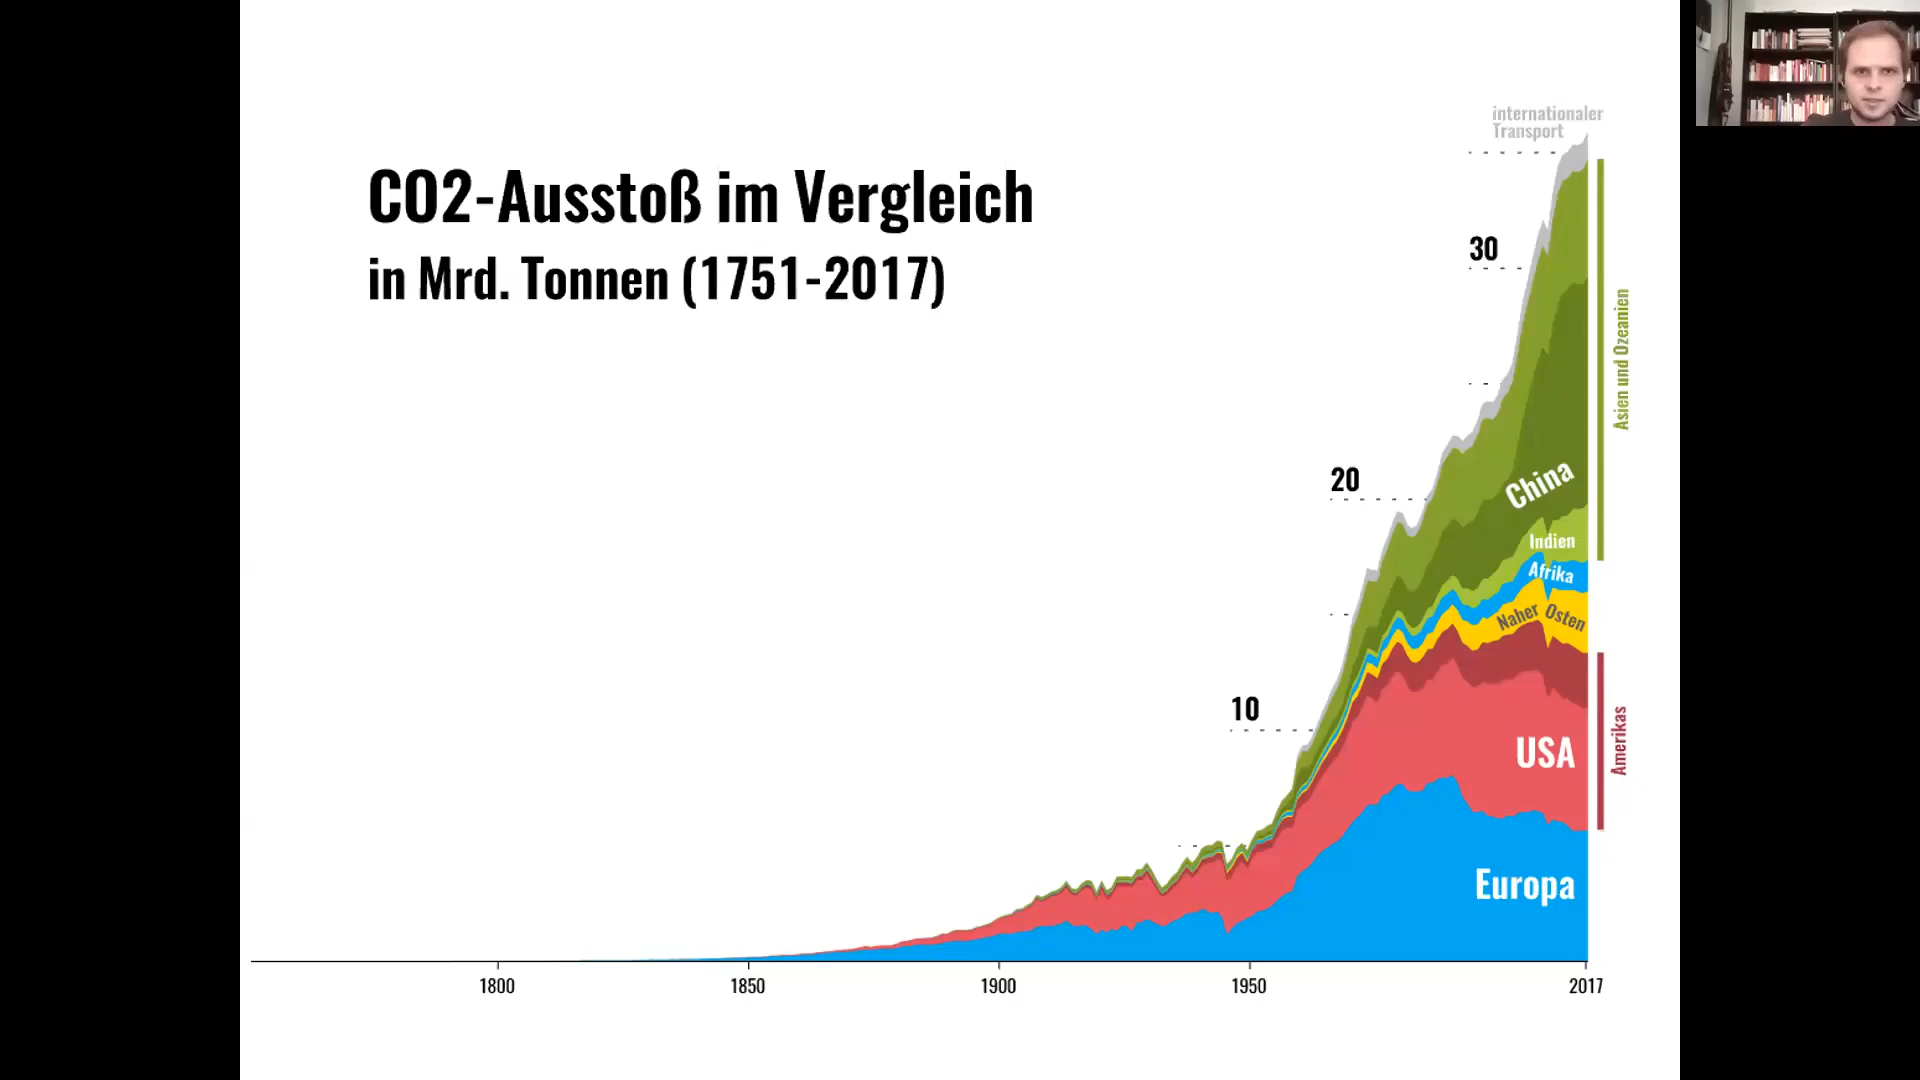 CO2-Ausstoß im Vergleich
in Mrd. Tonnen (1751-2017)
internationaler
Transport
30
20
10
Asien und Ozeanien
China
Indien
Afrika
Naher Osten
Amerikas
USA
Europa
1800
1850
1900
1950
2017